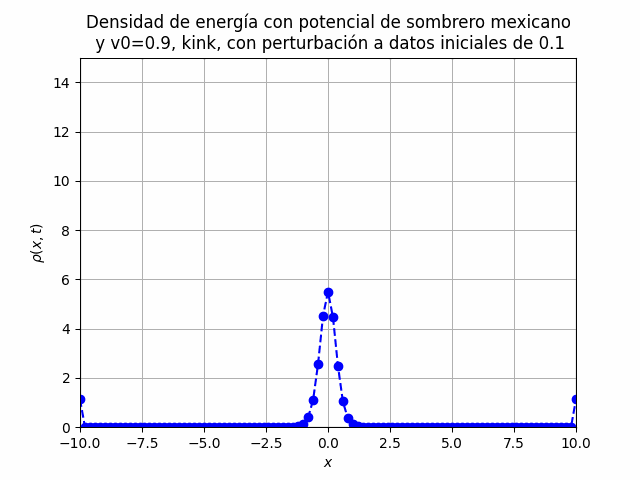 Densidad de energía con potencial de sombrero mexicano
y v0=0.9, kink, con perturbación a datos iniciales de 0.1
14
12
10
8
6
4
2
0
ρ(x, t)
−10.0 −7.5 −5.0 −2.5 0.0 2.5 5.0 7.5 10.0
x